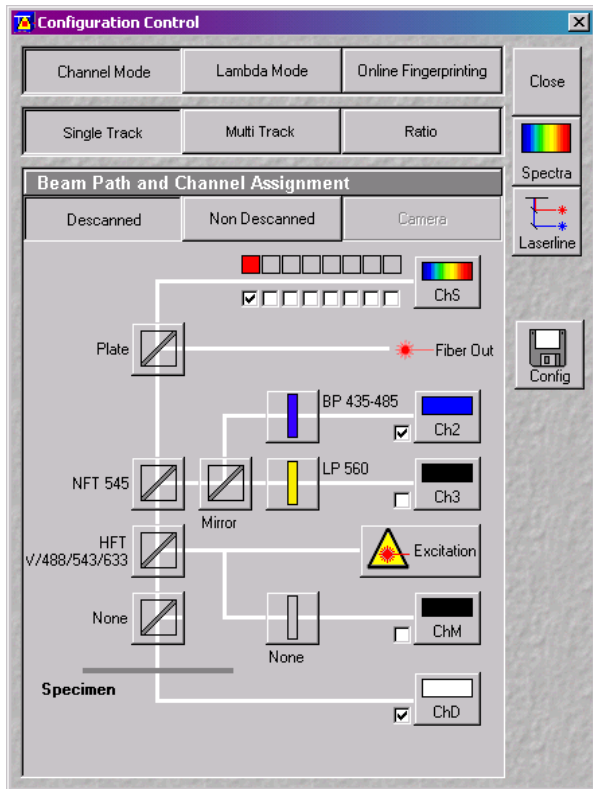 Configuration Control
Channel Mode
Lambda Mode
Online Fingerprinting
Close
Single Track
Multi Track
Ratio
Spectra
Beam Path and Channel Assignment
Descanned
Non Descanned
Camera
Laserline
ChS
Plate
Fiber Out
Config
BP 435-485
Ch2
NFT 545
LP 560
Ch3
Mirror
HFT
V/488/543/633
Excitation
None
ChM
None
Specimen
ChD